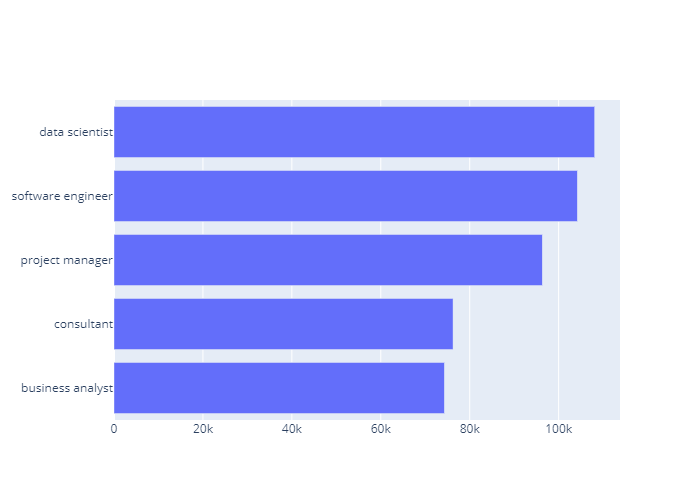 data scientist
software engineer
project manager
consultant
business analyst
0 20k 40k 60k 80k 100k